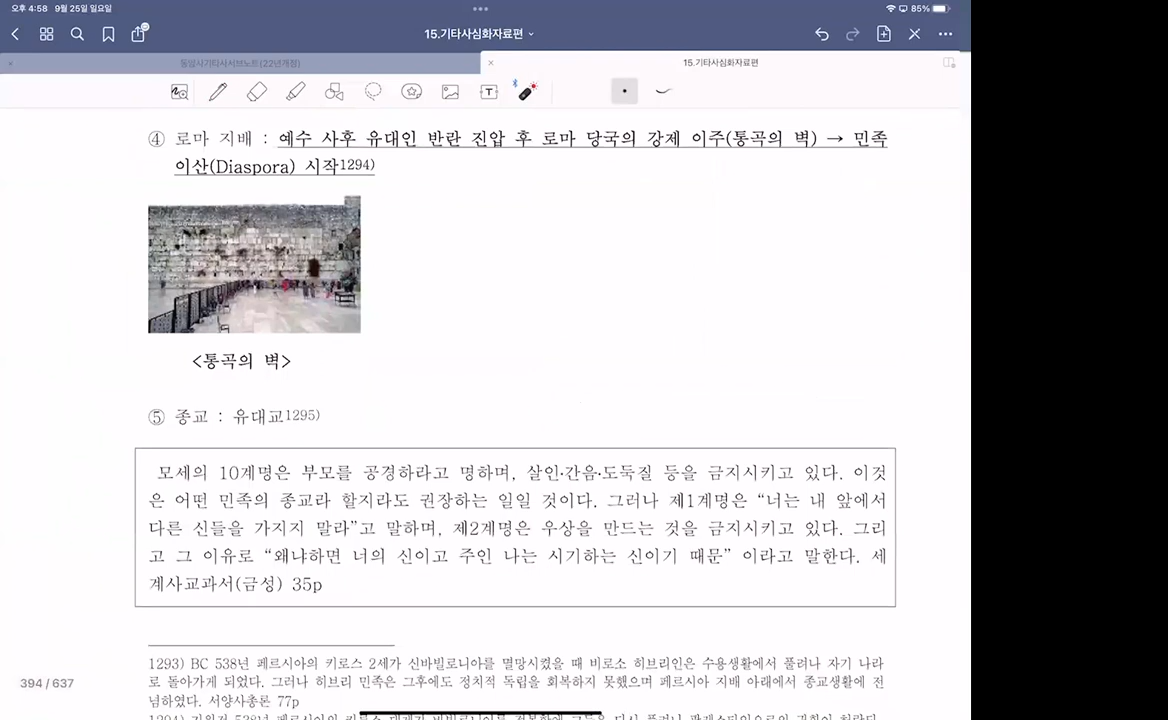 오후 4:58 9월 25일 일요일
85%
15.기타사심화자료편
15.기타사심화자료편
④ 로마 지배 : 예수 사후 유대인 반란 진압 후 로마 당국의 강제 이주(통곡의 벽) → 민족
이산(Diaspora) 시작1294)
<통곡의 벽>
⑤ 종교 : 유대교1295)
모세의 10계명은 부모를 공경하라고 명하며, 살인·간음·도둑질 등을 금지시키고 있다. 이것
은 어떤 민족의 종교라 할지라도 권장하는 일일 것이다. 그러나 제1계명은 “너는 내 앞에서
다른 신들을 가지지 말라”고 말하며, 제2계명은 우상을 만드는 것을 금지시키고 있다. 그리
고 그 이유로 “왜냐하면 너의 신이고 주인 나는 시기하는 신이기 때문” 이라고 말한다. 세
계사교과서(금성) 35p
1293) BC 538년 페르시아의 키로스 2세가 신바빌로니아를 멸망시켰을 때 비로소 히브리인은 수용생활에서 풀려나 자기 나라
로 돌아가게 되었다. 그러나 히브리 민족은 그후에도 정치적 독립을 회복하지 못했으며 페르시아 지배 아래에서 종교생활에 전
념하였다. 서양사총론 77p
394 / 637